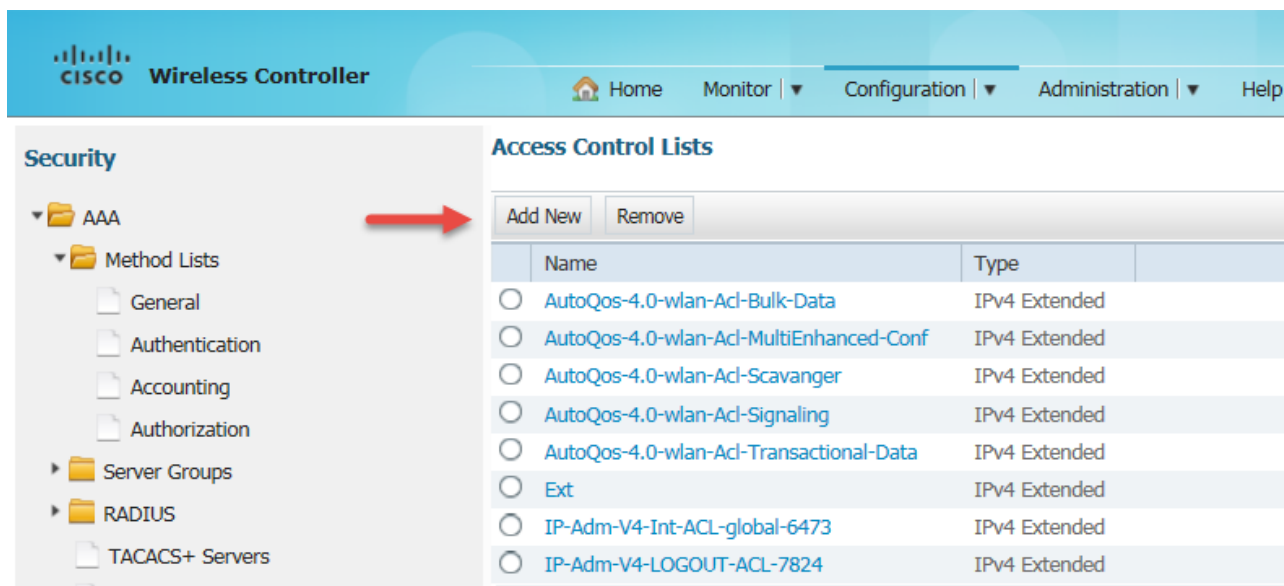 CISCO Wireless Controller
Home Monitor Configuration Administration Help
Security
AAA
Method Lists
General
Authentication
Accounting
Authorization
Server Groups
RADIUS
TACACS+ Servers
Access Control Lists
Add New Remove
Name Type
AutoQos-4.0-wlan-Acl-Bulk-Data IPv4 Extended
AutoQos-4.0-wlan-Acl-MultiEnhanced-Conf IPv4 Extended
AutoQos-4.0-wlan-Acl-Scavanger IPv4 Extended
AutoQos-4.0-wlan-Acl-Signaling IPv4 Extended
AutoQos-4.0-wlan-Acl-Transactional-Data IPv4 Extended
Ext IPv4 Extended
IP-Adm-V4-Int-ACL-global-6473 IPv4 Extended
IP-Adm-V4-LOGOUT-ACL-7824 IPv4 Extended